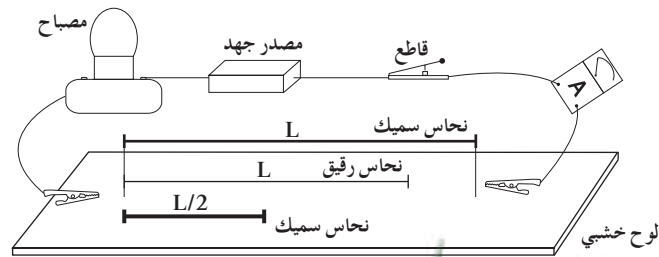 مصباح
مصدر جهد
قاطع
A
L نحاس سميك
L نحاس رقيق
L/2
نحاس سميك
لوح خشبي